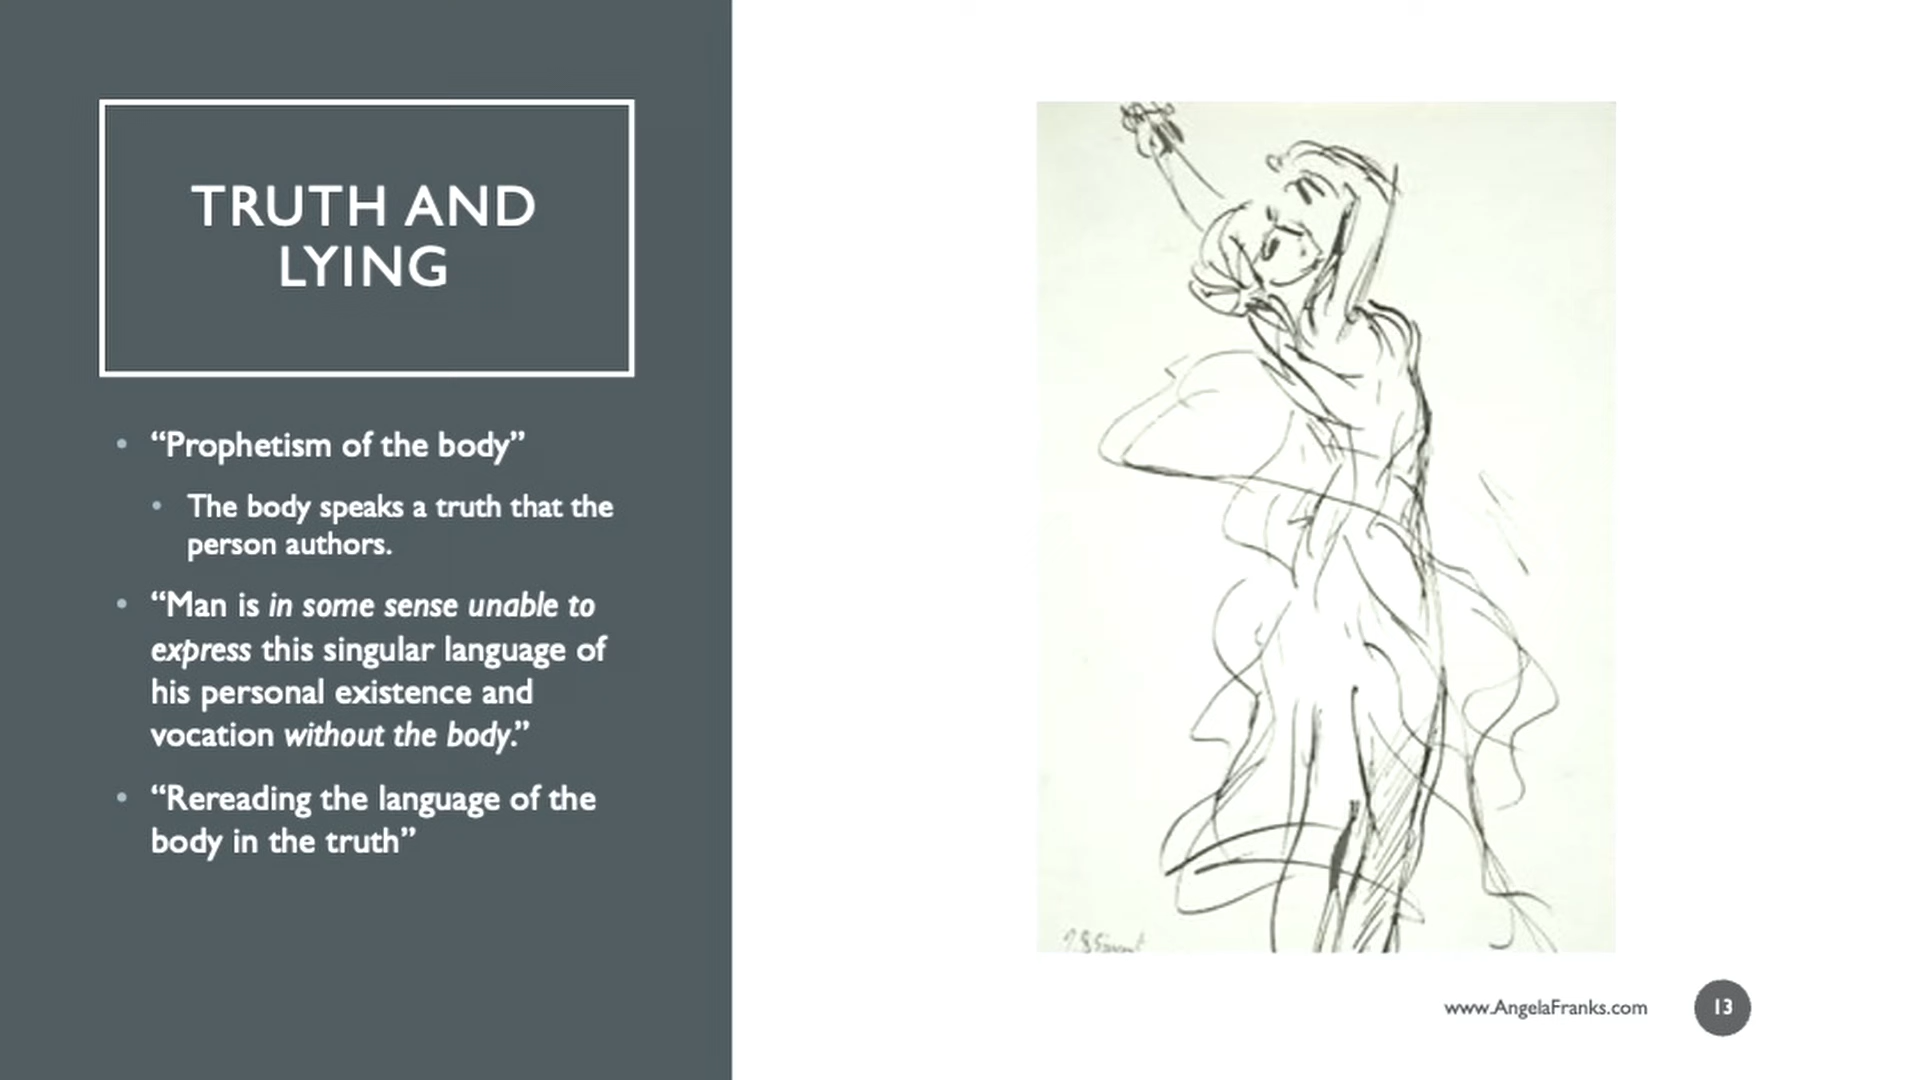 TRUTH AND
LYING
• “Prophetism of the body”
• The body speaks a truth that the
person authors.
• “Man is in some sense unable to
express this singular language of
his personal existence and
vocation without the body.”
• “Rereading the language of the
body in the truth”
www.AngelaFranks.com
13